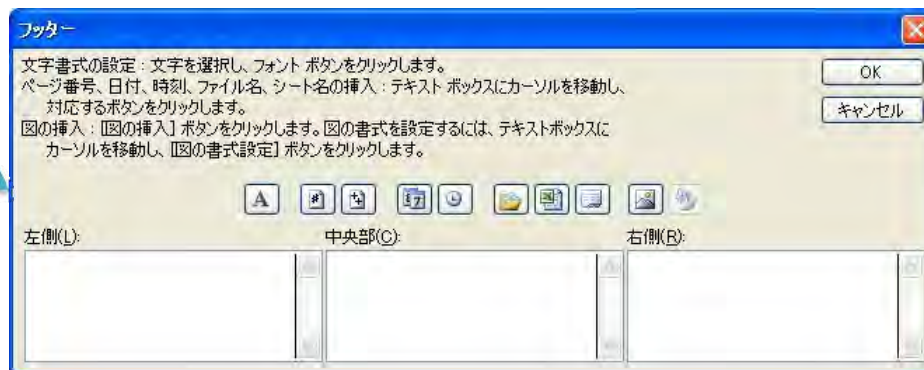 フッター
文字書式の設定 : 文字を選択し、フォント ボタンをクリックします。
ページ番号、日付、時刻、ファイル名、シート名の挿入 : テキスト ボックスにカーソルを移動し、
対応するボタンをクリックします。
図の挿入 : [図の挿入] ボタンをクリックします。図の書式を設定するには、テキストボックスに
カーソルを移動し、[図の書式設定] ボタンをクリックします。
OK
キャンセル
A
左側(L):
中央部(C):
右側(R):